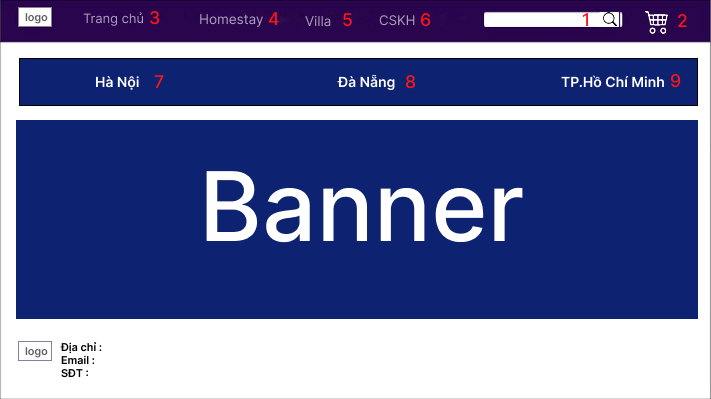 logo Trang chủ 3 Homestay 4 Villa 5 CSKH 6 1 2
Hà Nội 7 Đà Nẵng 8 TP.Hồ Chí Minh 9
Banner
logo
Địa chỉ :
Email :
SĐT :